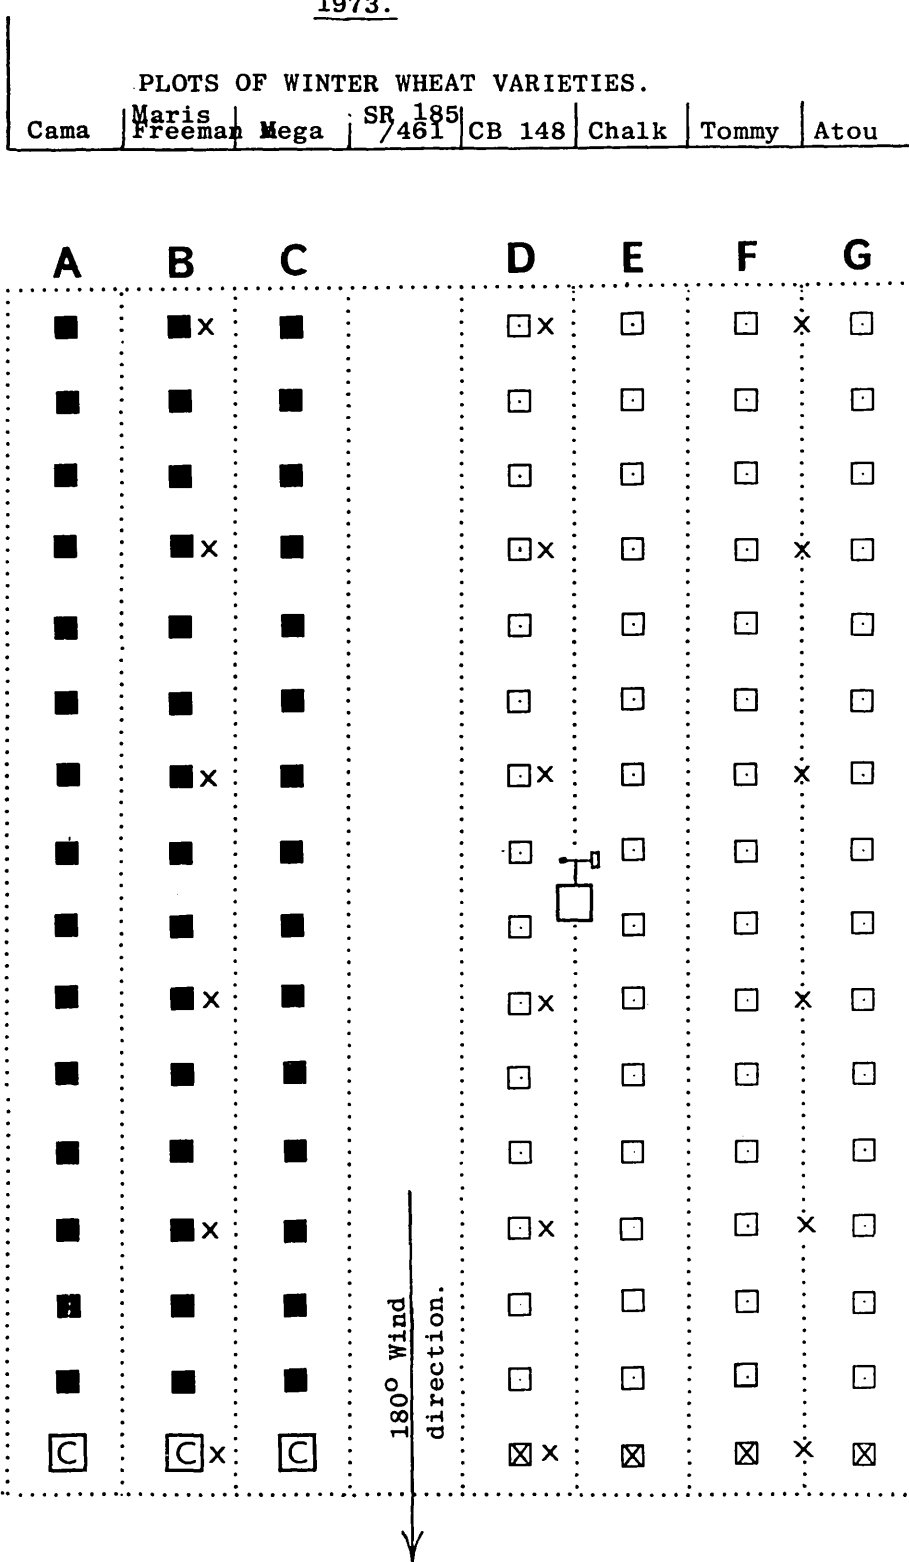 1973.
PLOTS OF WINTER WHEAT VARIETIES.
Cama Maris Freeman Mega SR 185 /461 CB 148 Chalk Tommy Atou
A B C D E F G
x x x
x x x
x x x
x x x
x x x
C C x C x x
180º Wind
direction.